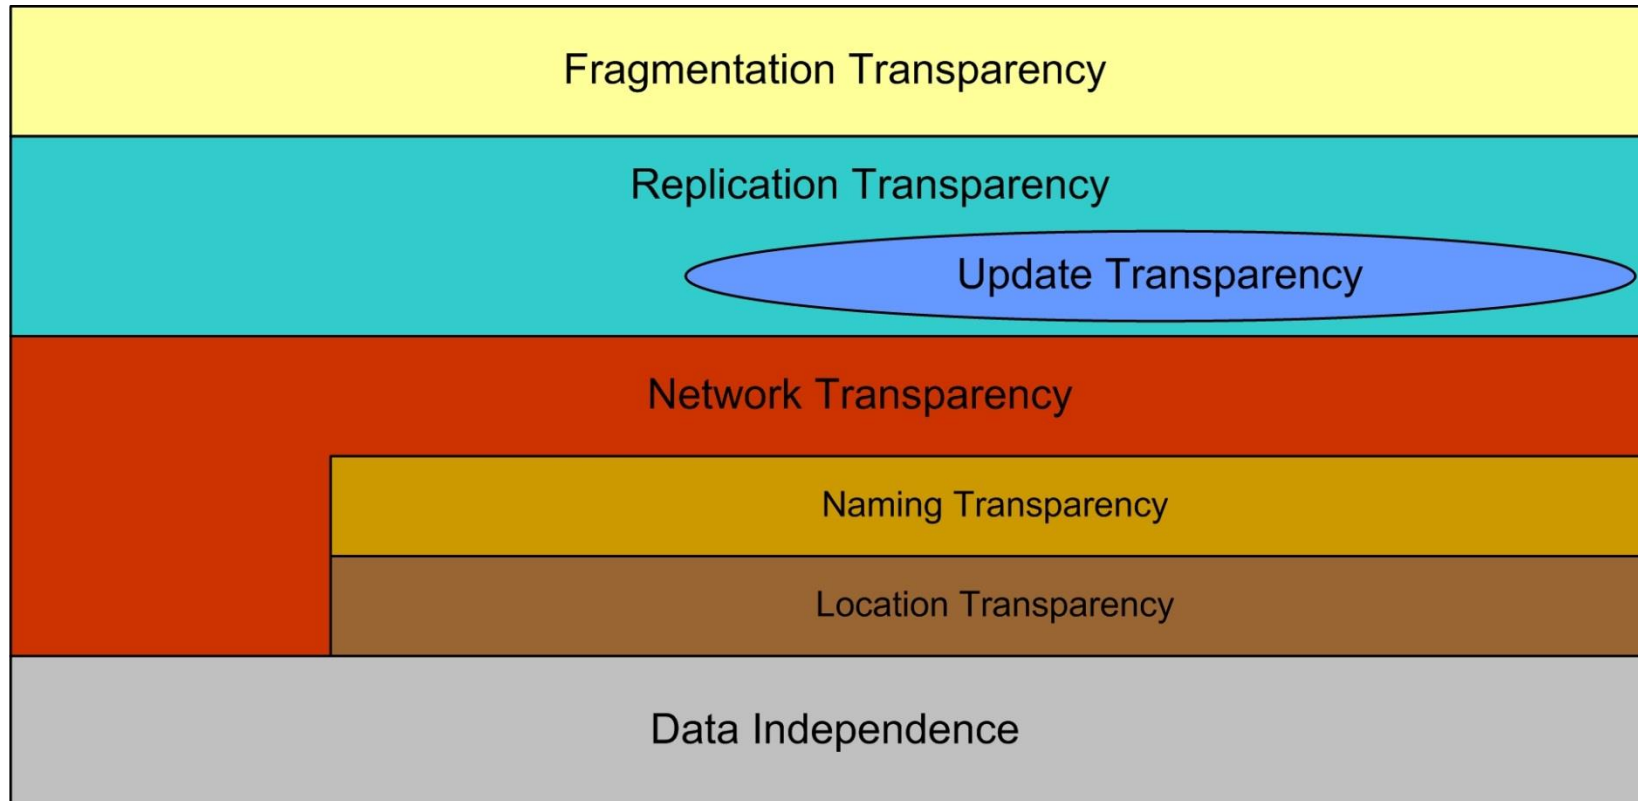 Fragmentation Transparency
Replication Transparency
Update Transparency
Network Transparency
Naming Transparency
Location Transparency
Data Independence